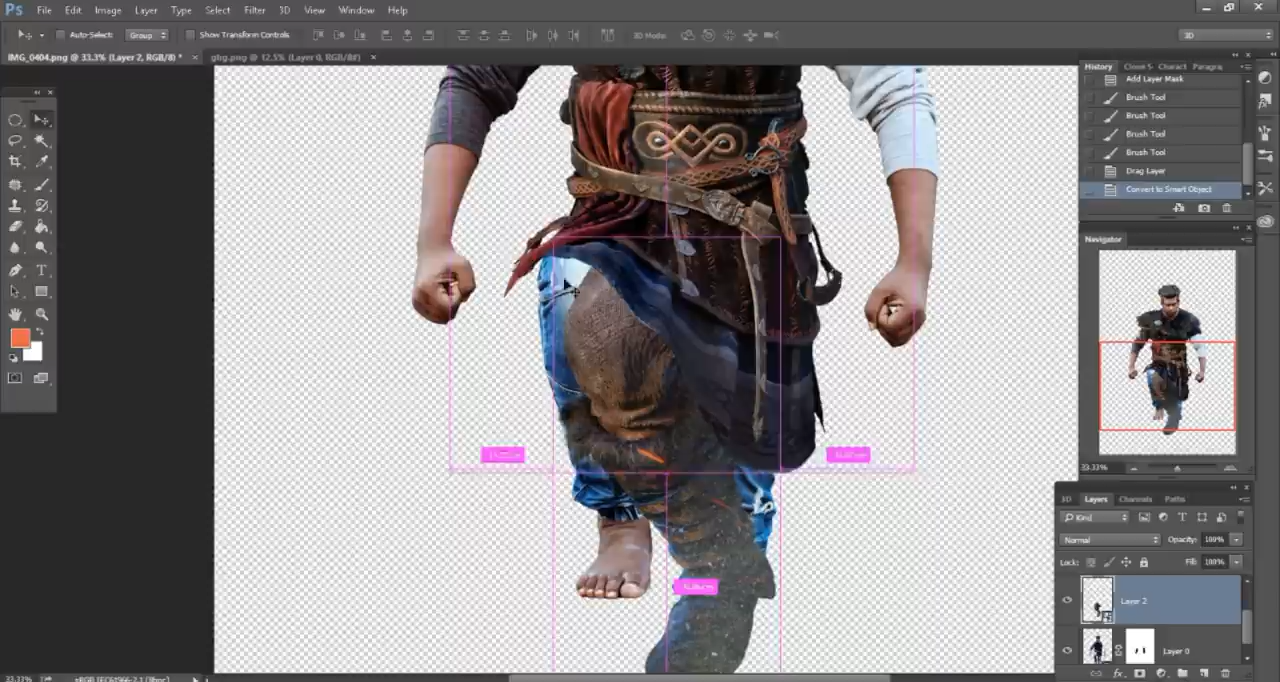 Ps File Edit Image Layer Type Select Filter 3D View Window Help
Auto-Select: Group Show Transform Controls 3D Mode: 3D
IMG_0404.png @ 33.3% (Layer 2, RGB/8) * × gbg.png @ 12.5% (Layer 0, RGB/8#) ×
History Clone S Charact Paragra
Add Layer Mask
Brush Tool
Brush Tool
Brush Tool
Brush Tool
Drag Layer
Convert to Smart Object
Navigator
33.33%
3D Layers Channels Paths
Kind
Normal Opacity: 100%
Lock: Fill: 100%
Layer 2
Layer 0
33.33%